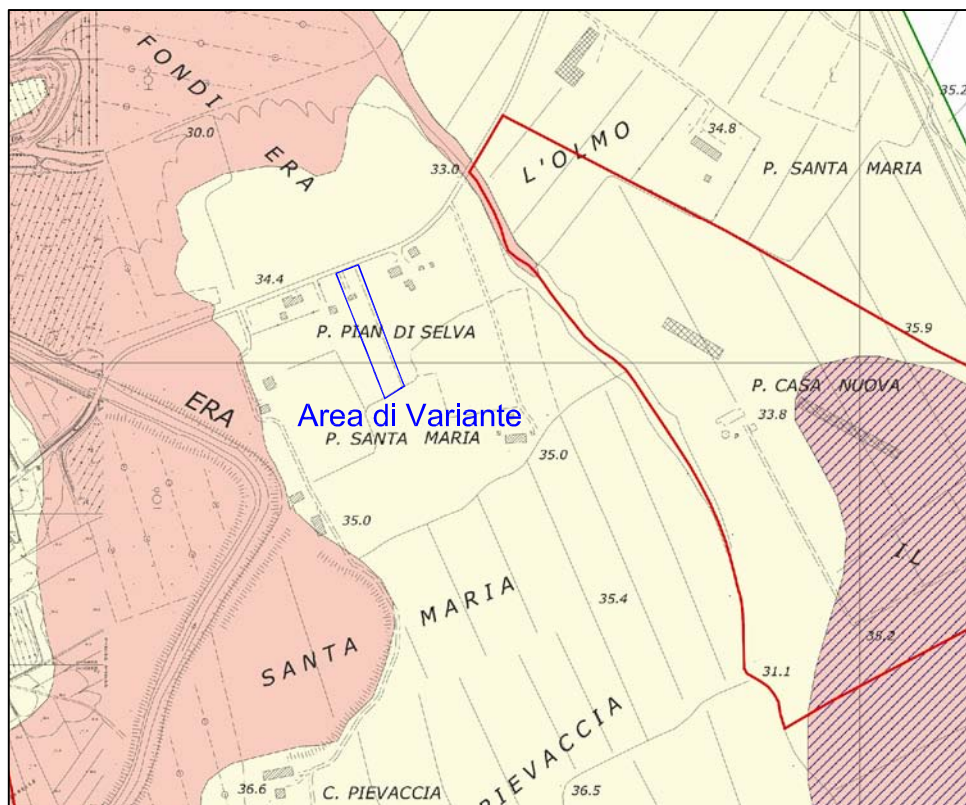 FONDI
ERA
30.0
33.0
L'OLMO
34.8
35.2
P. SANTA MARIA
34.4
P. PIAN DI SELVA
35.9
ERA
Area di Variante
P. CASA NUOVA
33.8
P. SANTA MARIA
35.0
35.0
IL
MARIA
35.4
35.2
SANTA
31.1
PIEVACCIA
36.6
C. PIEVACCIA
36.5